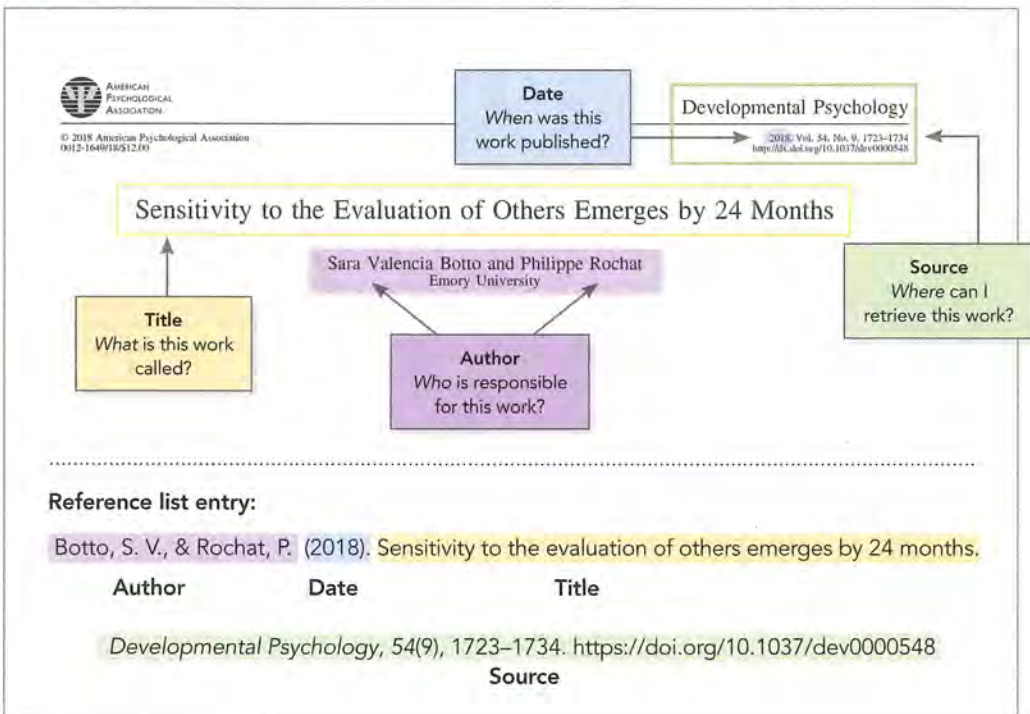 AMERICAN
PSYCHOLOGICAL
ASSOCIATION
© 2018 American Psychological Association
0012-1649/18/$12.00
Date
When was this
work published?
Developmental Psychology
2018, Vol. 54, No. 9, 1723–1734
http://dx.doi.org/10.1037/dev0000548
Sensitivity to the Evaluation of Others Emerges by 24 Months
Sara Valencia Botto and Philippe Rochat
Emory University
Title
What is this work
called?
Author
Who is responsible
for this work?
Source
Where can I
retrieve this work?
Reference list entry:
Botto, S. V., & Rochat, P. (2018). Sensitivity to the evaluation of others emerges by 24 months.
Author Date Title
Developmental Psychology, 54(9), 1723–1734. https://doi.org/10.1037/dev0000548
Source